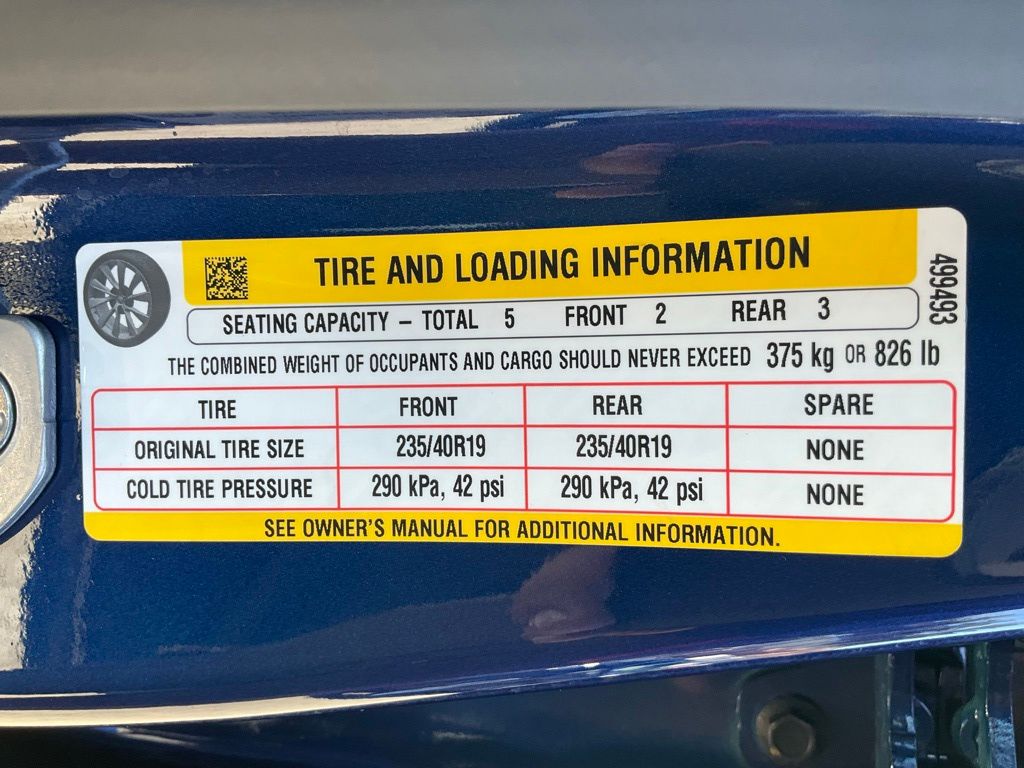 TIRE AND LOADING INFORMATION
499493
SEATING CAPACITY – TOTAL 5 FRONT 2 REAR 3
THE COMBINED WEIGHT OF OCCUPANTS AND CARGO SHOULD NEVER EXCEED 375 kg OR 826 lb
TIRE FRONT REAR SPARE
ORIGINAL TIRE SIZE 235/40R19 235/40R19 NONE
COLD TIRE PRESSURE 290 kPa, 42 psi 290 kPa, 42 psi NONE
SEE OWNER'S MANUAL FOR ADDITIONAL INFORMATION.